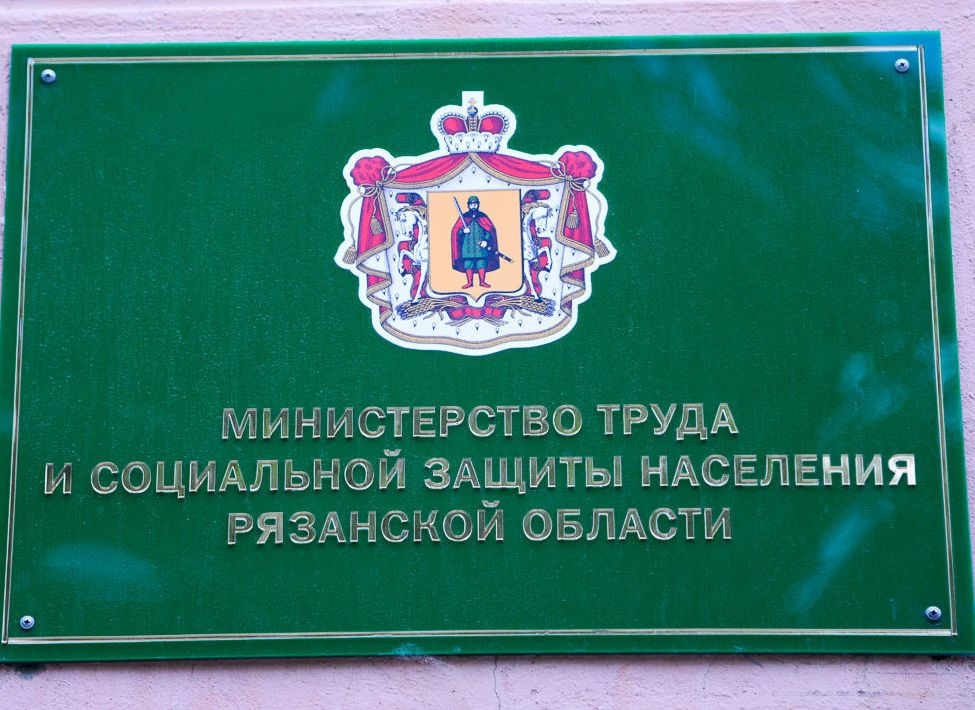 МИНИСТЕРСТВО ТРУДА
И СОЦИАЛЬНОЙ ЗАЩИТЫ НАСЕЛЕНИЯ
РЯЗАНСКОЙ ОБЛАСТИ